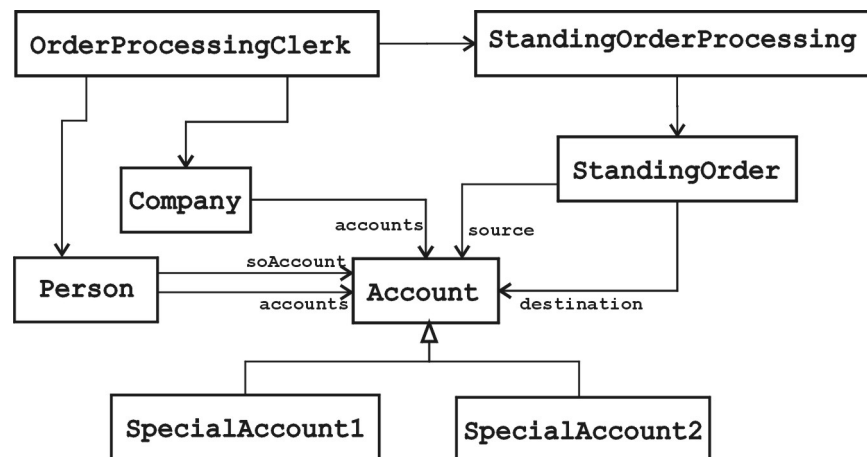 OrderProcessingClerk
StandingOrderProcessing
StandingOrder
Company
accounts
source
Person
soAccount
accounts
Account
destination
SpecialAccount1
SpecialAccount2